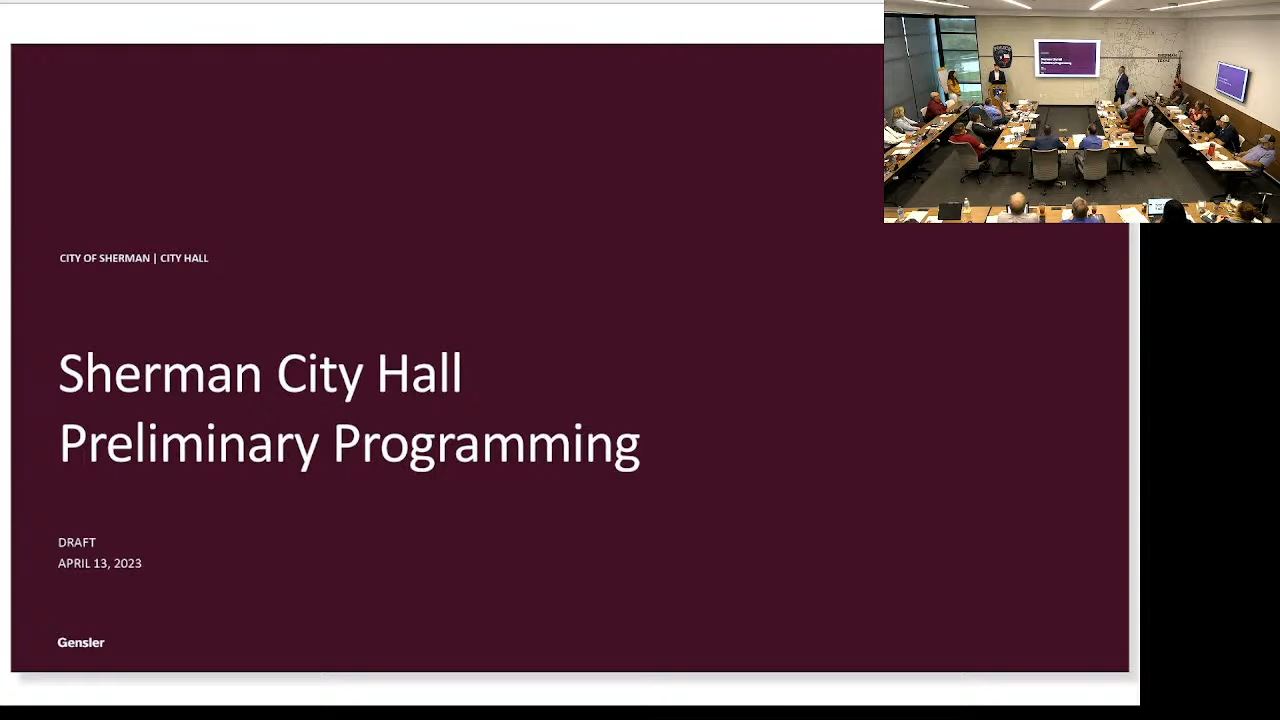 CITY OF SHERMAN | CITY HALL
Sherman City Hall
Preliminary Programming
DRAFT
APRIL 13, 2023
Gensler